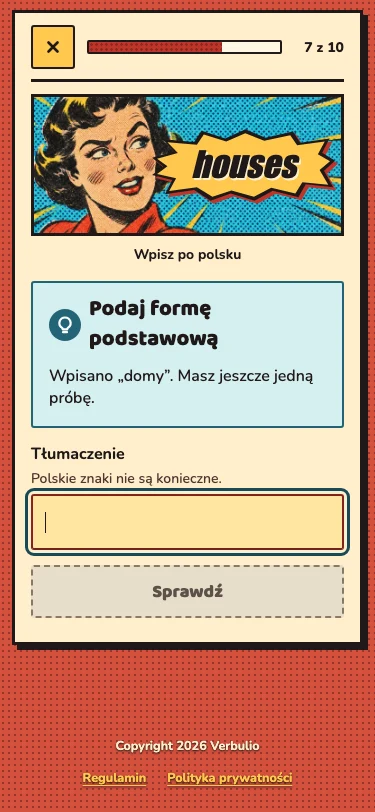 7 z 10
houses
Wpisz po polsku
Podaj formę
podstawową
Wpisano „domy”. Masz jeszcze jedną
próbę.
Tłumaczenie
Polskie znaki nie są konieczne.
Sprawdź
Copyright 2026 Verbulio
Regulamin Polityka prywatności